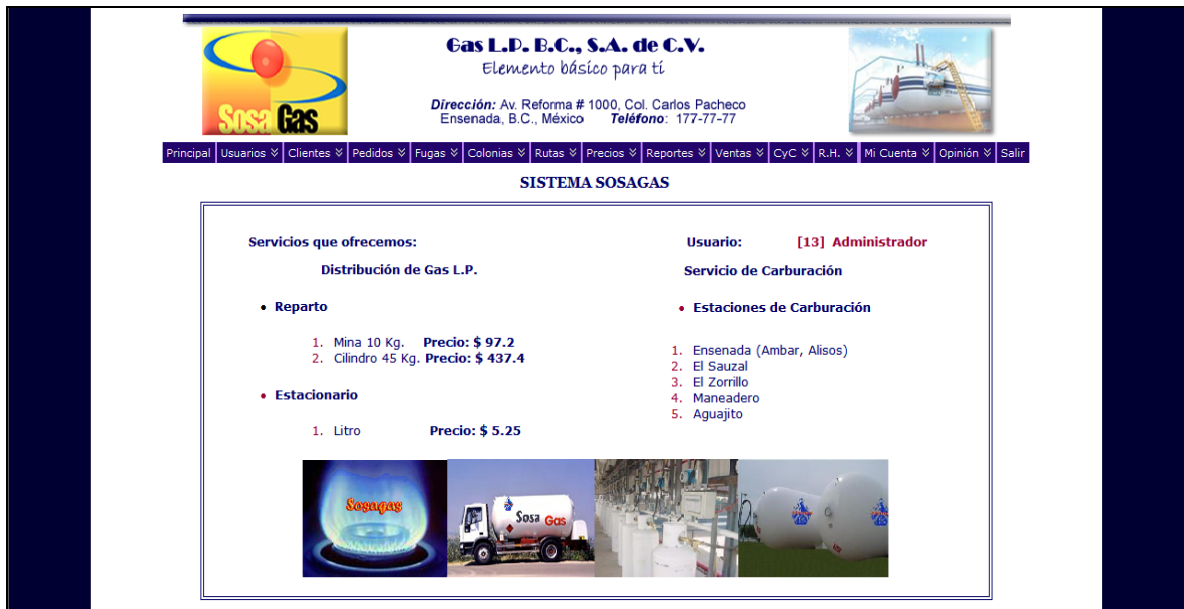 Sosa Gas
Gas L.P. B.C., S.A. de C.V.
Elemento básico para tí
Dirección: Av. Reforma # 1000, Col. Carlos Pacheco
Ensenada, B.C., México Teléfono: 177-77-77
Principal Usuarios Clientes Pedidos Fugas Colonias Rutas Precios Reportes Ventas CyC R.H. Mi Cuenta Opinión Salir
SISTEMA SOSAGAS
Servicios que ofrecemos:
Usuario: [13] Administrador
Distribución de Gas L.P.
Servicio de Carburación
• Reparto
• Estaciones de Carburación
1. Mina 10 Kg. Precio: $ 97.2
2. Cilindro 45 Kg. Precio: $ 437.4
1. Ensenada (Ambar, Alisos)
2. El Sauzal
3. El Zorrillo
4. Maneadero
5. Aguajito
• Estacionario
1. Litro Precio: $ 5.25
Sosagas
Sosa Gas